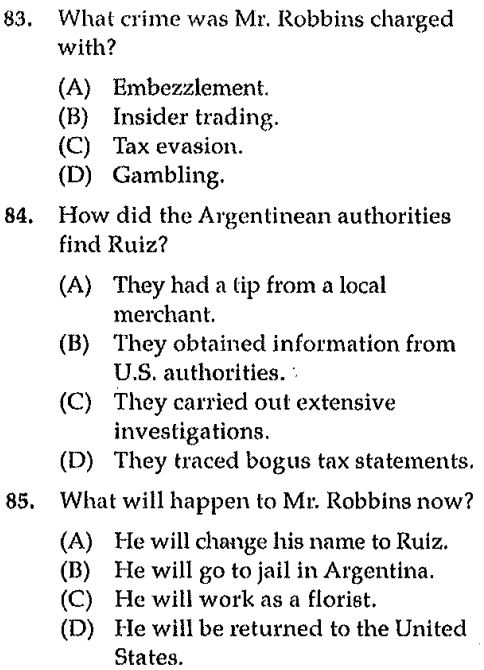 83. What crime was Mr. Robbins charged
with?
(A) Embezzlement.
(B) Insider trading.
(C) Tax evasion.
(D) Gambling.
84. How did the Argentinean authorities
find Ruiz?
(A) They had a tip from a local
merchant.
(B) They obtained information from
U.S. authorities.
(C) They carried out extensive
investigations.
(D) They traced bogus tax statements.
85. What will happen to Mr. Robbins now?
(A) He will change his name to Ruiz.
(B) He will go to jail in Argentina.
(C) He will work as a florist.
(D) He will be returned to the United
States.